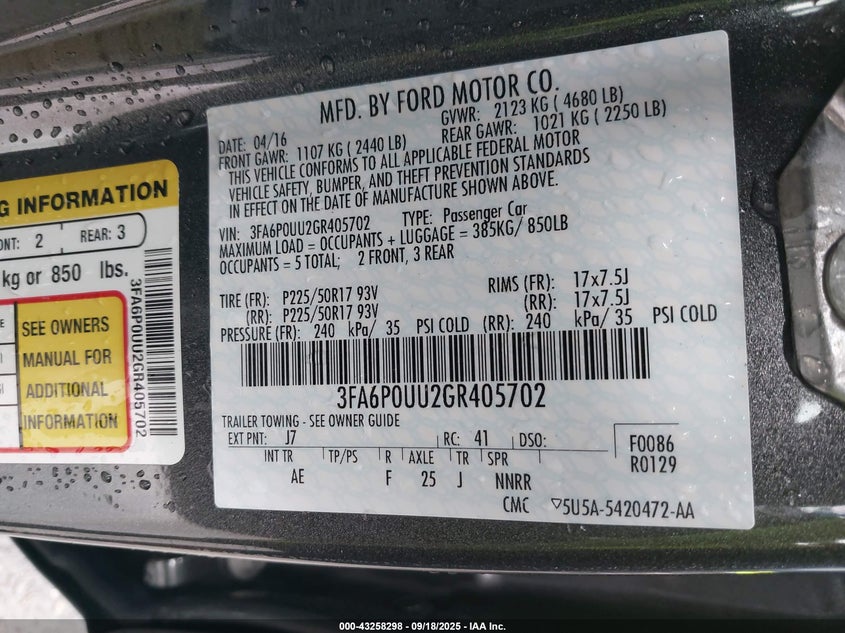 MFD. BY FORD MOTOR CO.
DATE: 04/16 GVWR: 2123 KG ( 4680 LB)
FRONT GAWR: 1107 KG ( 2440 LB) REAR GAWR: 1021 KG ( 2250 LB)
THIS VEHICLE CONFORMS TO ALL APPLICABLE FEDERAL MOTOR
VEHICLE SAFETY, BUMPER, AND THEFT PREVENTION STANDARDS
IN EFFECT ON THE DATE OF MANUFACTURE SHOWN ABOVE.
VIN: 3FA6P0UU2GR405702 TYPE: Passenger Car
MAXIMUM LOAD = OCCUPANTS + LUGGAGE = 385KG/ 850LB
OCCUPANTS = 5 TOTAL; 2 FRONT, 3 REAR
TIRE (FR): P225/50R17 93V RIMS (FR): 17x7.5J
(RR): P225/50R17 93V (RR): 17x7.5J
PRESSURE (FR): 240 kPa/ 35 PSI COLD (RR): 240 kPa/ 35 PSI COLD
3FA6P0UU2GR405702
TRAILER TOWING - SEE OWNER GUIDE
EXT PNT: J7 RC: 41 DSO:
INT TR TP/PS R AXLE TR SPR
AE F 25 J NNRR
F0086
R0129
CMC ▽5U5A-5420472-AA
G INFORMATION
NT: 2 REAR: 3
kg or 850 lbs.
SEE OWNERS
MANUAL FOR
ADDITIONAL
INFORMATION
3FA6P0UU2GR405702
000-43258298 - 09/18/2025 - IAA Inc.